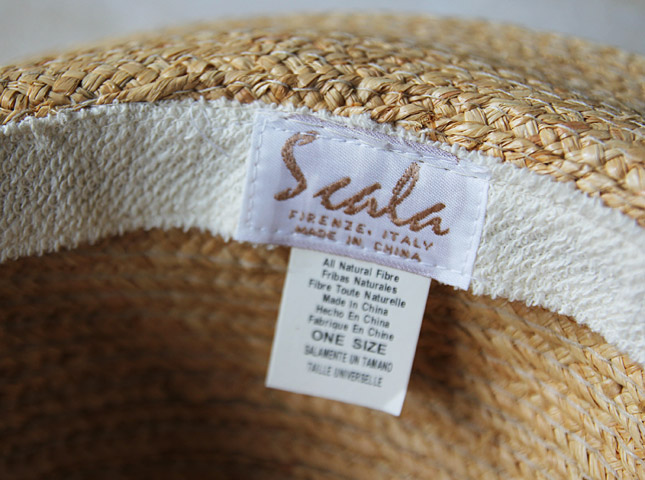 Scala
FIRENZE, ITALY
MADE IN CHINA
All Natural Fibre
Fribas Naturales
Fibre Toute Naturelle
Made In China
Hecho En China
Fabrique En Chine
ONE SIZE
SALAMENTE UN TAMANO
TAILLE UNIVERSELLE